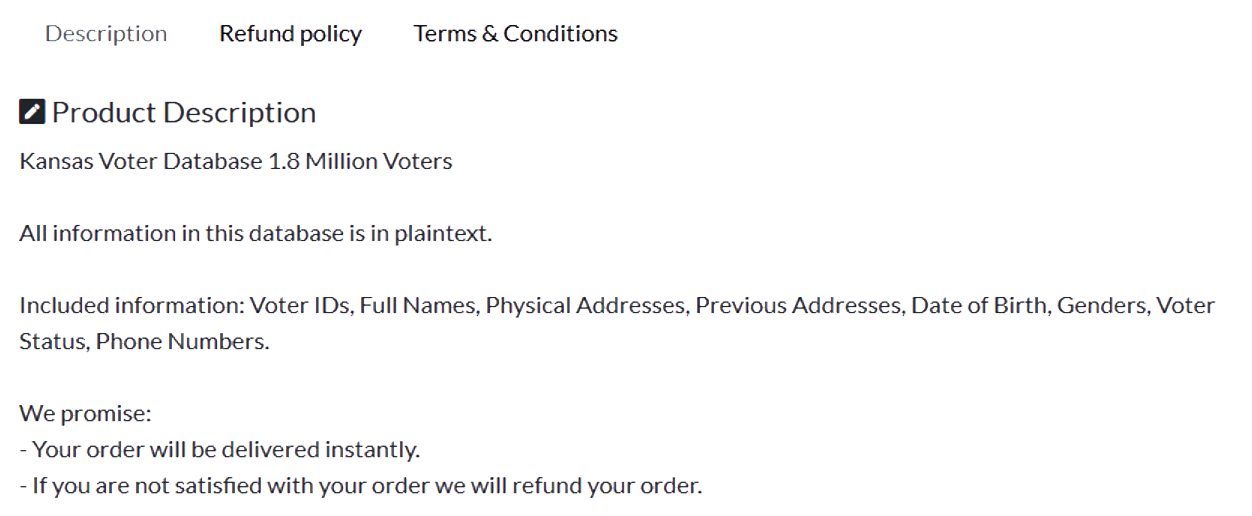 Description Refund policy Terms & Conditions
Product Description
Kansas Voter Database 1.8 Million Voters
All information in this database is in plaintext.
Included information: Voter IDs, Full Names, Physical Addresses, Previous Addresses, Date of Birth, Genders, Voter
Status, Phone Numbers.
We promise:
- Your order will be delivered instantly.
- If you are not satisfied with your order we will refund your order.